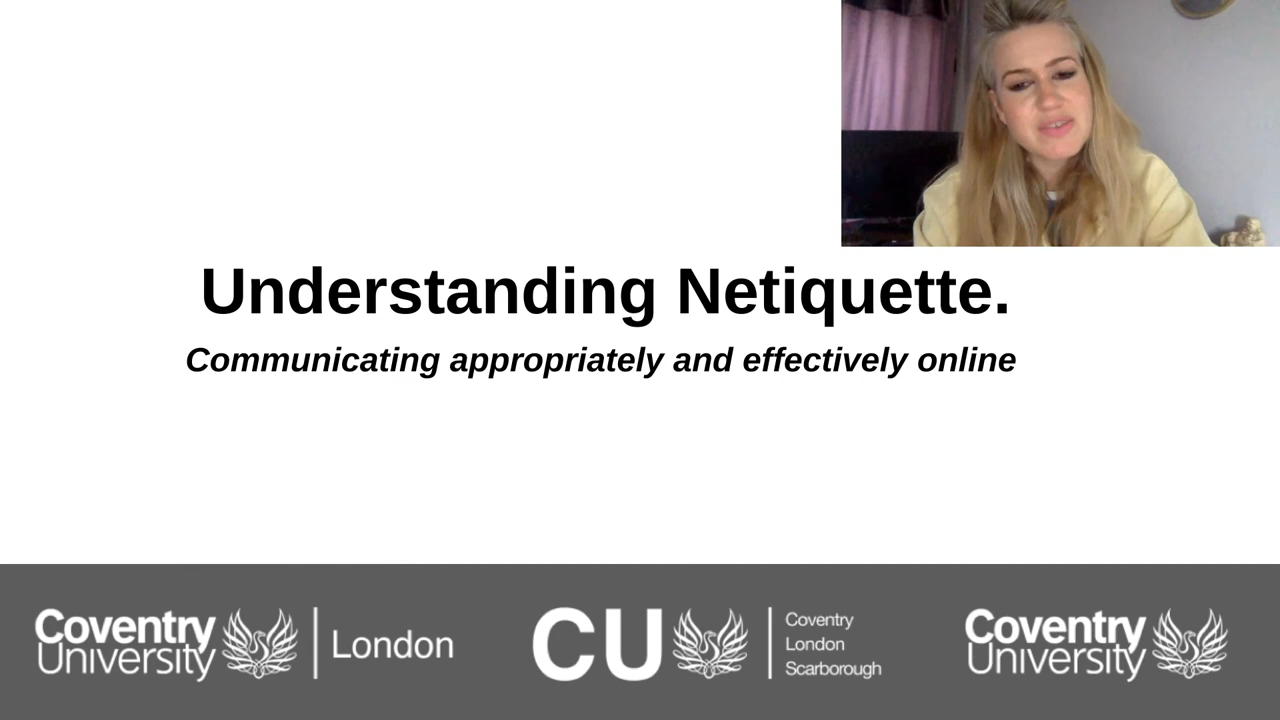 Understanding Netiquette.
Communicating appropriately and effectively online
Coventry
University
London
CU
Coventry
London
Scarborough
Coventry
University